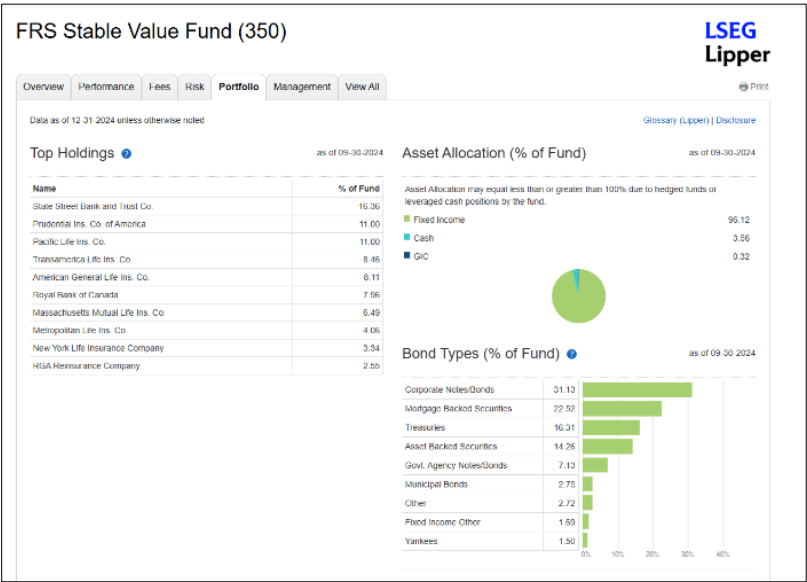 FRS Stable Value Fund (350)
LSEG
Lipper
Overview Performance Fees Risk Portfolio Management View All
Print
Data as of 12-31-2024 unless otherwise noted
Glossary (Lipper) | Disclosure
Top Holdings ? as of 09-30-2024
Name % of Fund
State Street Bank and Trust Co. 16.36
Prudential Ins. Co. of America 11.00
Pacific Life Ins. Co. 11.00
Transamerica Life Ins. Co. 8.46
American General Life Ins. Co. 8.11
Royal Bank of Canada 7.96
Massachusetts Mutual Life Ins. Co. 6.49
Metropolitan Life Ins. Co. 4.06
New York Life Insurance Company 3.34
RGA Reinsurance Company 2.55
Asset Allocation (% of Fund) as of 09-30-2024
Asset Allocation may equal less than or greater than 100% due to hedged funds or
leveraged cash positions by the fund.
Fixed Income 96.12
Cash 3.56
GIC 0.32
Bond Types (% of Fund) ? as of 09-30-2024
Corporate Notes/Bonds 31.13
Mortgage Backed Securities 22.52
Treasuries 16.31
Asset Backed Securities 14.26
Govt. Agency Notes/Bonds 7.13
Municipal Bonds 2.75
Other 2.72
Fixed Income Other 1.69
Yankees 1.50
0% 10% 20% 30% 40%